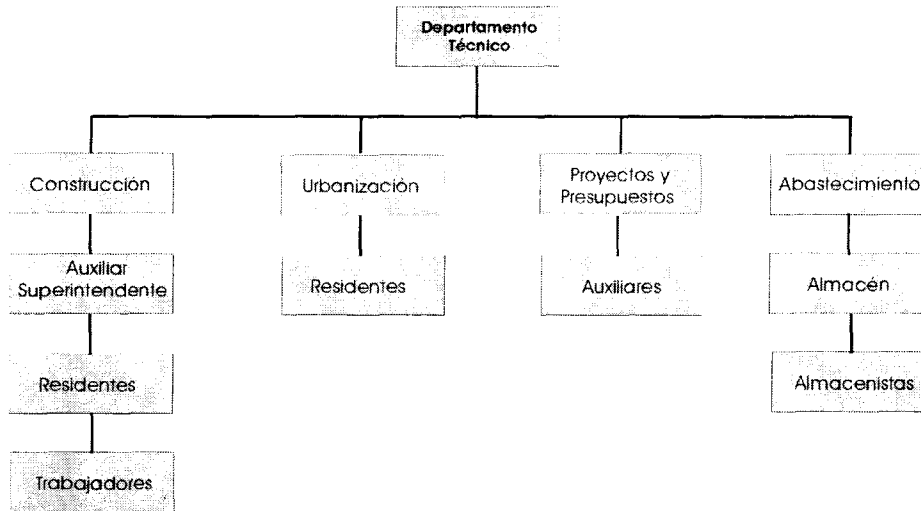 Departamento
Técnico
Construcción
Urbanización
Proyectos y
Presupuestos
Abastecimiento
Auxiliar
Superintendente
Residentes
Auxiliares
Almacén
Residentes
Almacenistas
Trabajadores